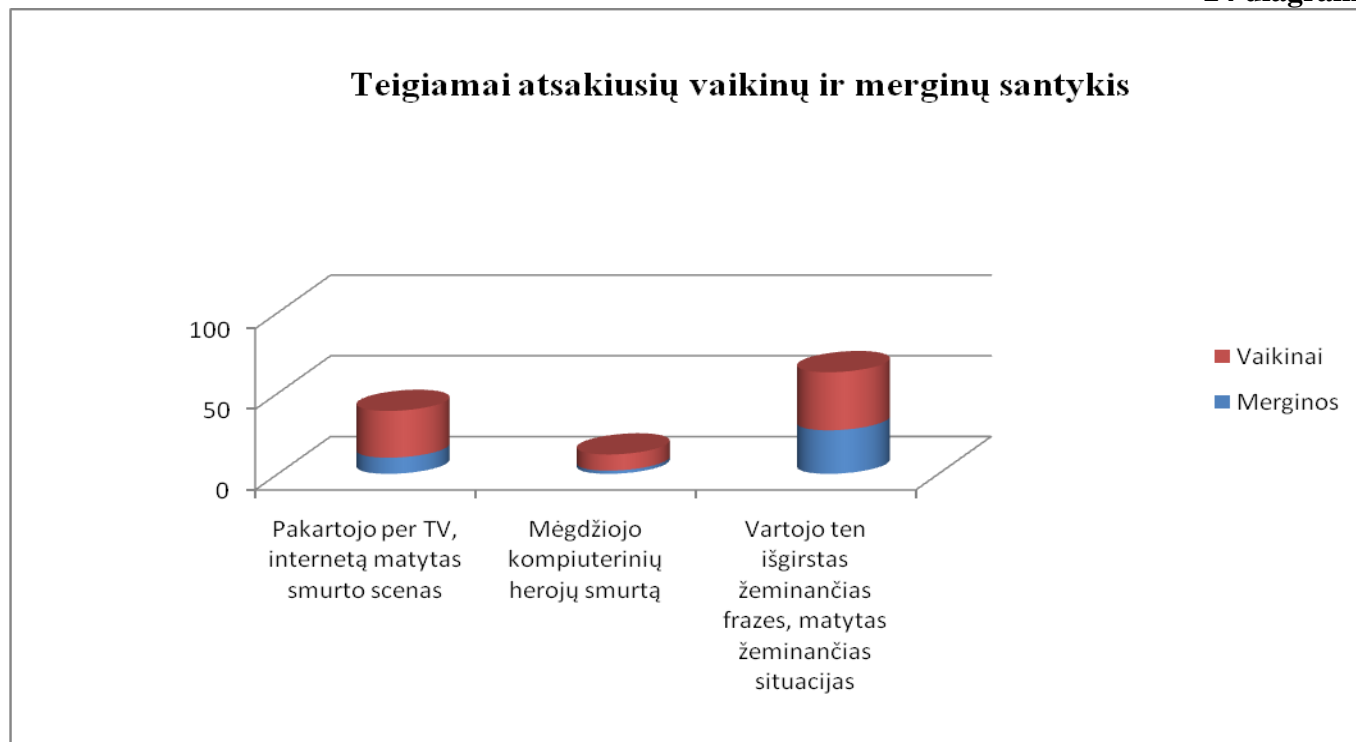 Teigiamai atsakiusių vaikinų ir merginų santykis
100
50
0
Pakartojo per TV,
internetą matytas
smurto scenas
Mėgdžiojo
kompiuterinių
herojų smurtą
Vartojo ten
išgirstas
žeminančias
frazes, matytas
žeminančias
situacijas
Vaikinai
Merginos